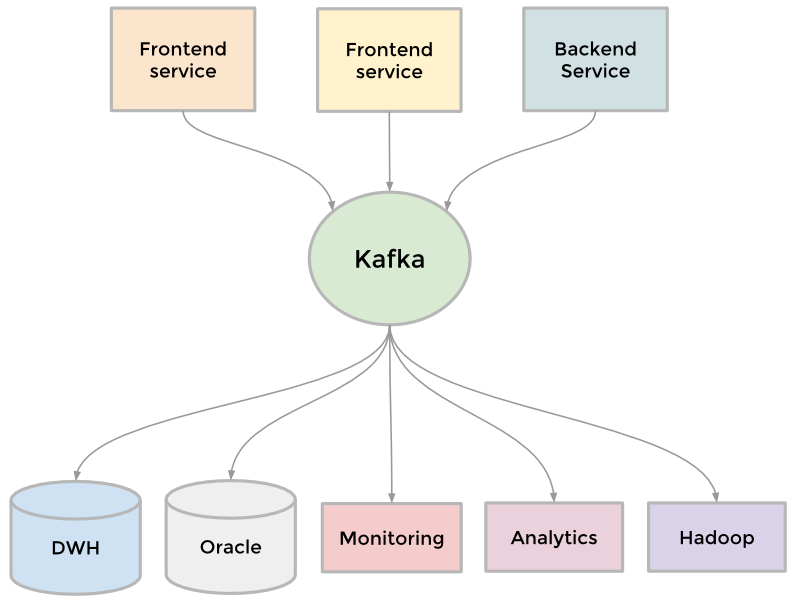 Frontend
service
Frontend
service
Backend
Service
Kafka
DWH
Oracle
Monitoring
Analytics
Hadoop